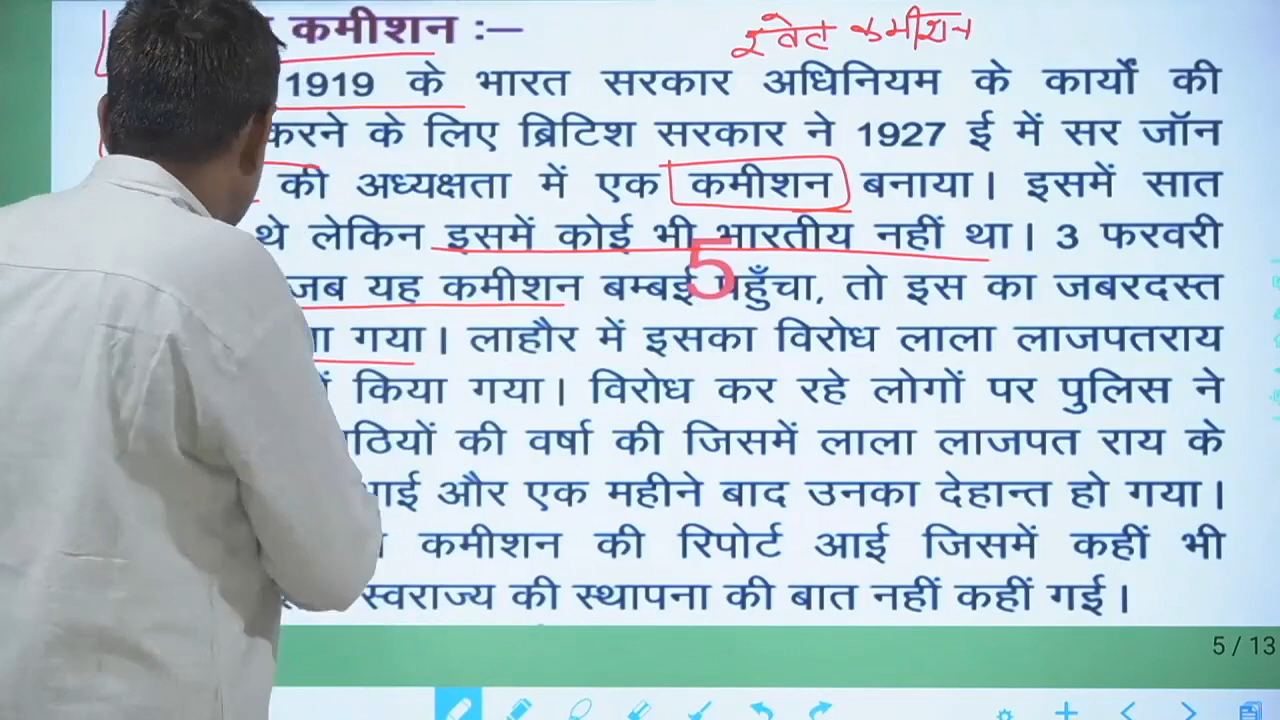 कमीशन :–
श्वेत कमीशन
1919 के भारत सरकार अधिनियम के कार्यों की
करने के लिए ब्रिटिश सरकार ने 1927 ई में सर जॉन
की अध्यक्षता में एक कमीशन बनाया। इसमें सात
थे लेकिन इसमें कोई भी भारतीय नहीं था। 3 फरवरी
जब यह कमीशन बम्बई पहुँचा, तो इस का जबरदस्त
गया। लाहौर में इसका विरोध लाला लाजपतराय
किया गया। विरोध कर रहे लोगों पर पुलिस ने
ठियों की वर्षा की जिसमें लाला लाजपत राय के
आई और एक महीने बाद उनका देहान्त हो गया।
कमीशन की रिपोर्ट आई जिसमें कहीं भी
स्वराज्य की स्थापना की बात नहीं कहीं गई।
5
5 / 13